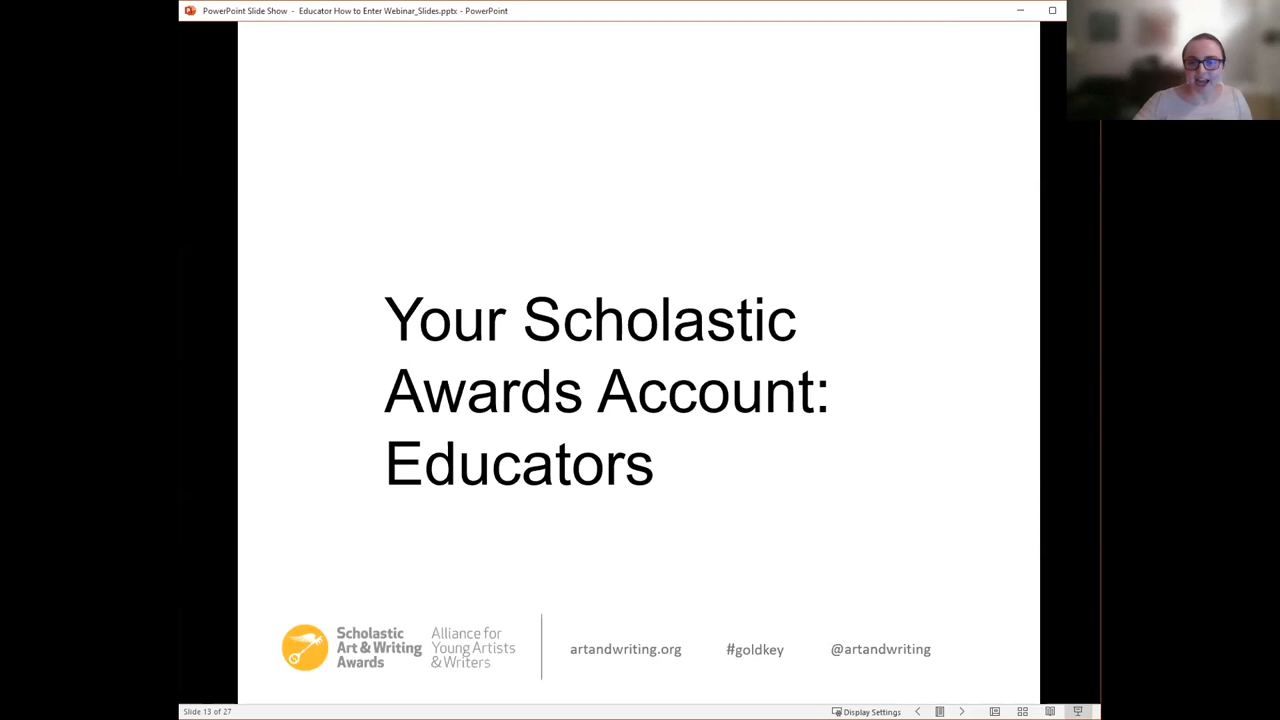 PowerPoint Slide Show - Educator How to Enter Webinar_Slides.pptx - PowerPoint
Your Scholastic
Awards Account:
Educators
Scholastic
Art & Writing
Awards
Alliance for
Young Artists
& Writers
artandwriting.org
#goldkey
@artandwriting
Slide 13 of 27
Display Settings